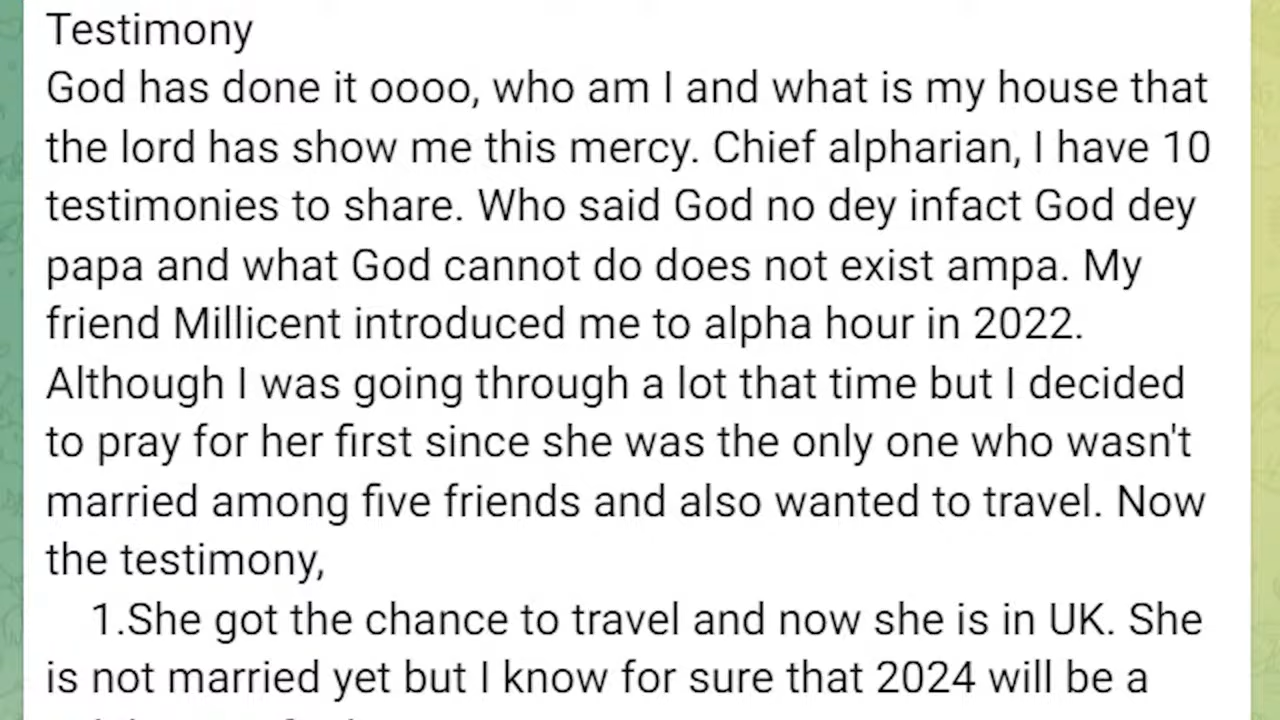 Testimony
God has done it oooo, who am I and what is my house that
the lord has show me this mercy. Chief alpharian, I have 10
testimonies to share. Who said God no dey infact God dey
papa and what God cannot do does not exist ampa. My
friend Millicent introduced me to alpha hour in 2022.
Although I was going through a lot that time but I decided
to pray for her first since she was the only one who wasn't
married among five friends and also wanted to travel. Now
the testimony,
1.She got the chance to travel and now she is in UK. She
is not married yet but I know for sure that 2024 will be a